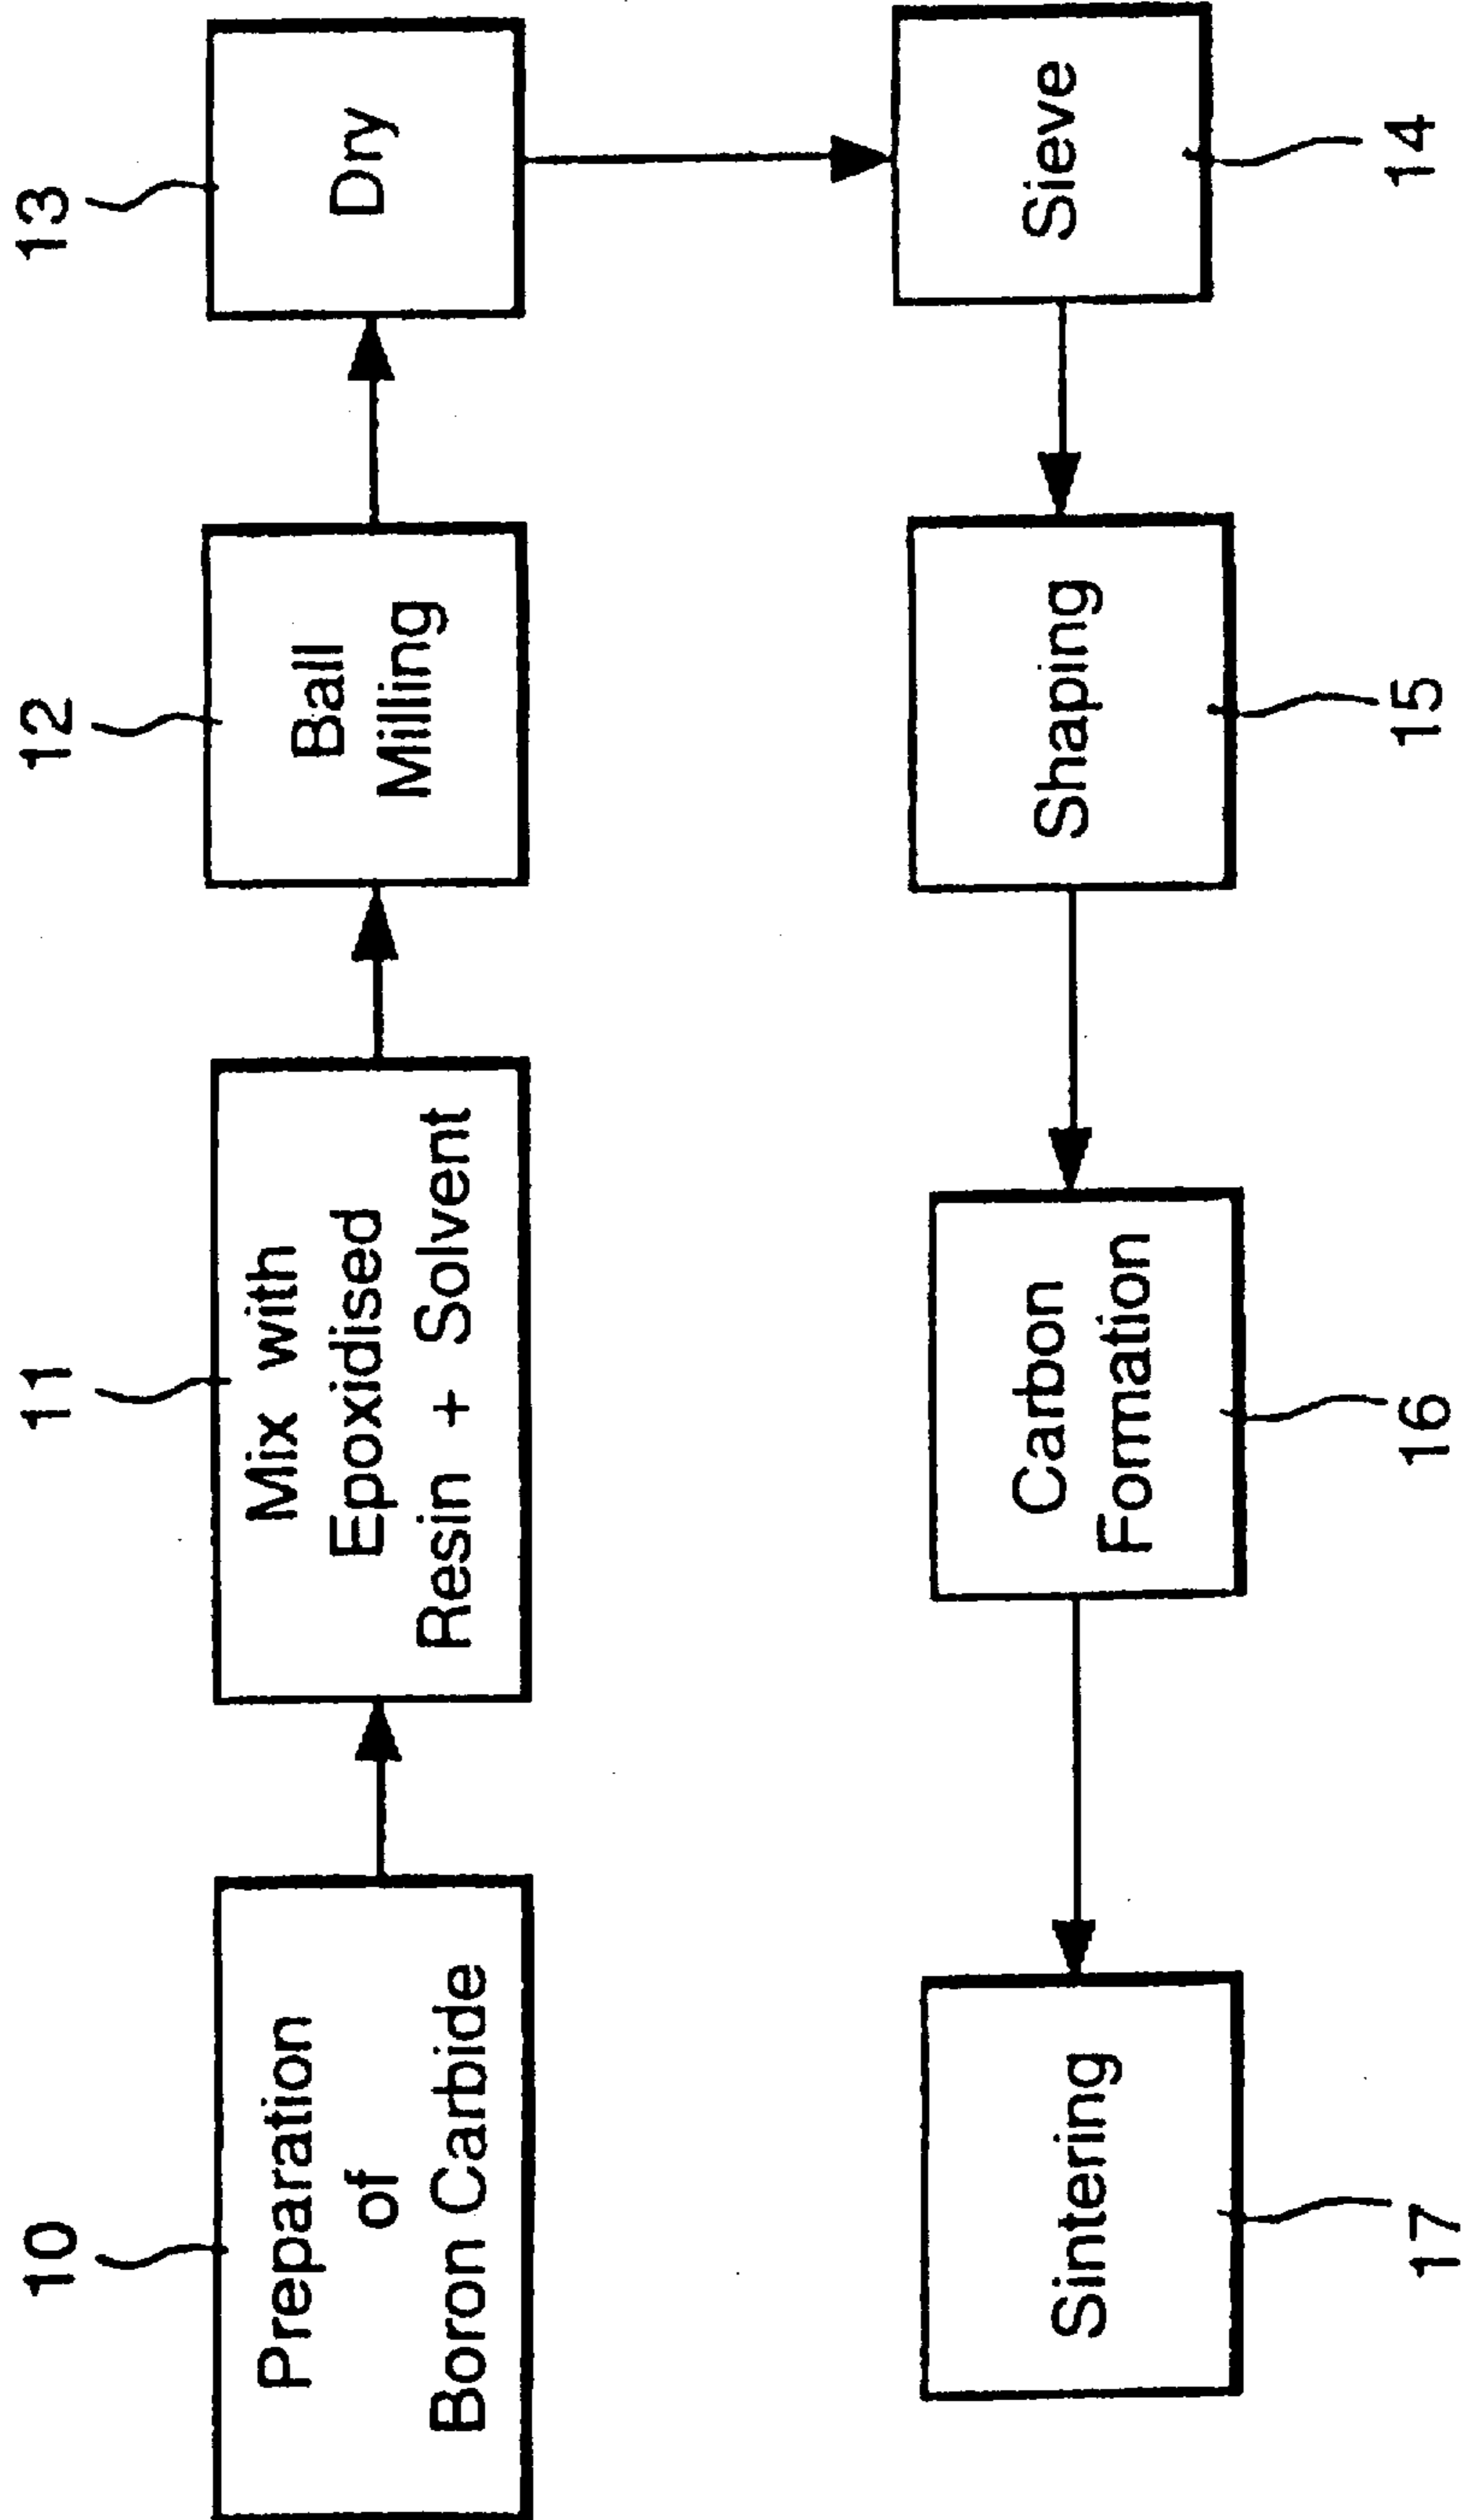 10
Preparation
of
Boron Carbide
11
Mix with
Epoxidised
Resin + Solvent
12
Ball
Milling
13
Dry
Sieve
14
Shaping
15
Carbon
Formation
16
Sintering
17